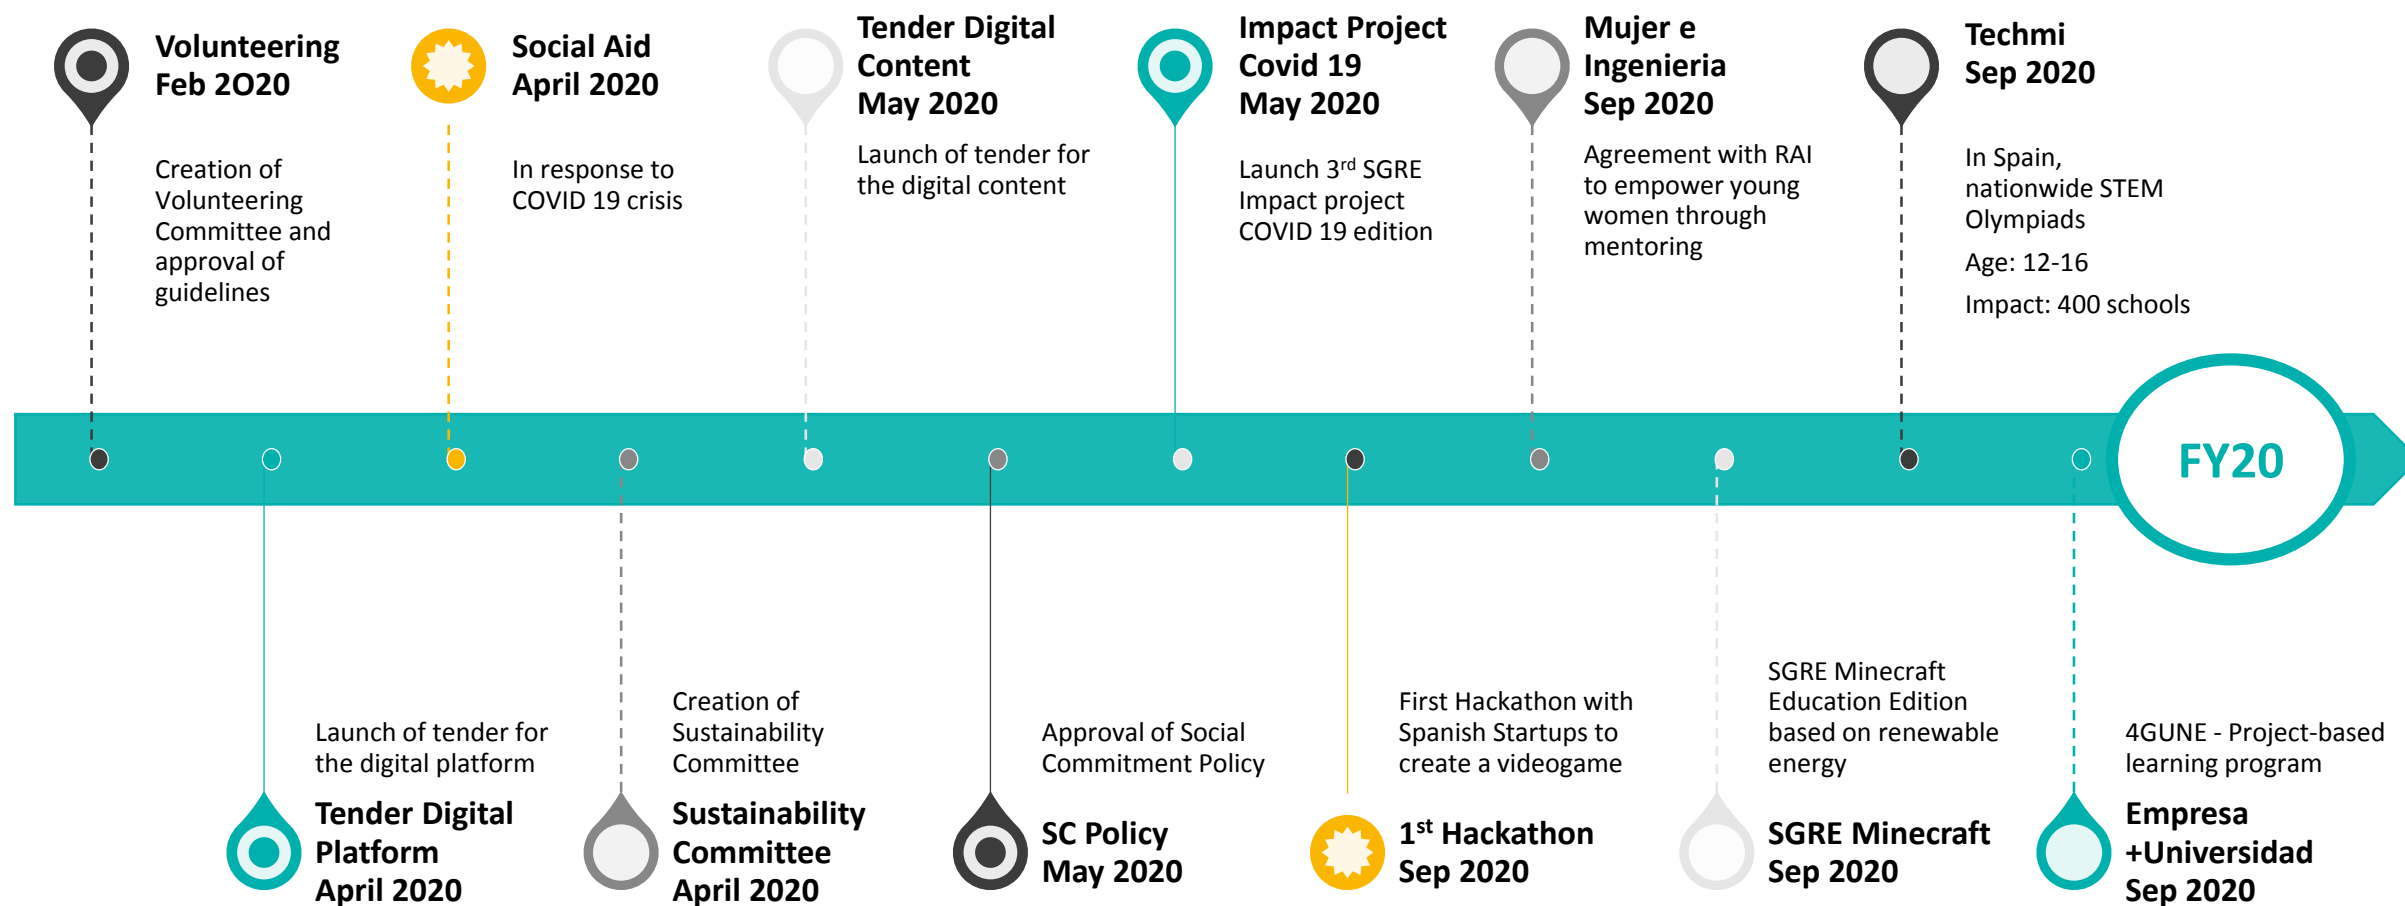 Volunteering
Feb 2O20
Creation of
Volunteering
Committee and
approval of
guidelines
Social Aid
April 2020
In response to
COVID 19 crisis
Tender Digital
Content
May 2020
Launch of tender for
the digital content
Impact Project
Covid 19
May 2020
Launch 3rd SGRE
Impact project
COVID 19 edition
Mujer e
Ingenieria
Sep 2020
Agreement with RAI
to empower young
women through
mentoring
Techmi
Sep 2020
In Spain,
nationwide STEM
Olympiads
Age: 12-16
Impact: 400 schools
FY20
Launch of tender for
the digital platform
Tender Digital
Platform
April 2020
Creation of
Sustainability
Committee
Sustainability
Committee
April 2020
Approval of Social
Commitment Policy
SC Policy
May 2020
First Hackathon with
Spanish Startups to
create a videogame
1st Hackathon
Sep 2020
SGRE Minecraft
Education Edition
based on renewable
energy
SGRE Minecraft
Sep 2020
4GUNE - Project-based
learning program
Empresa
+Universidad
Sep 2020